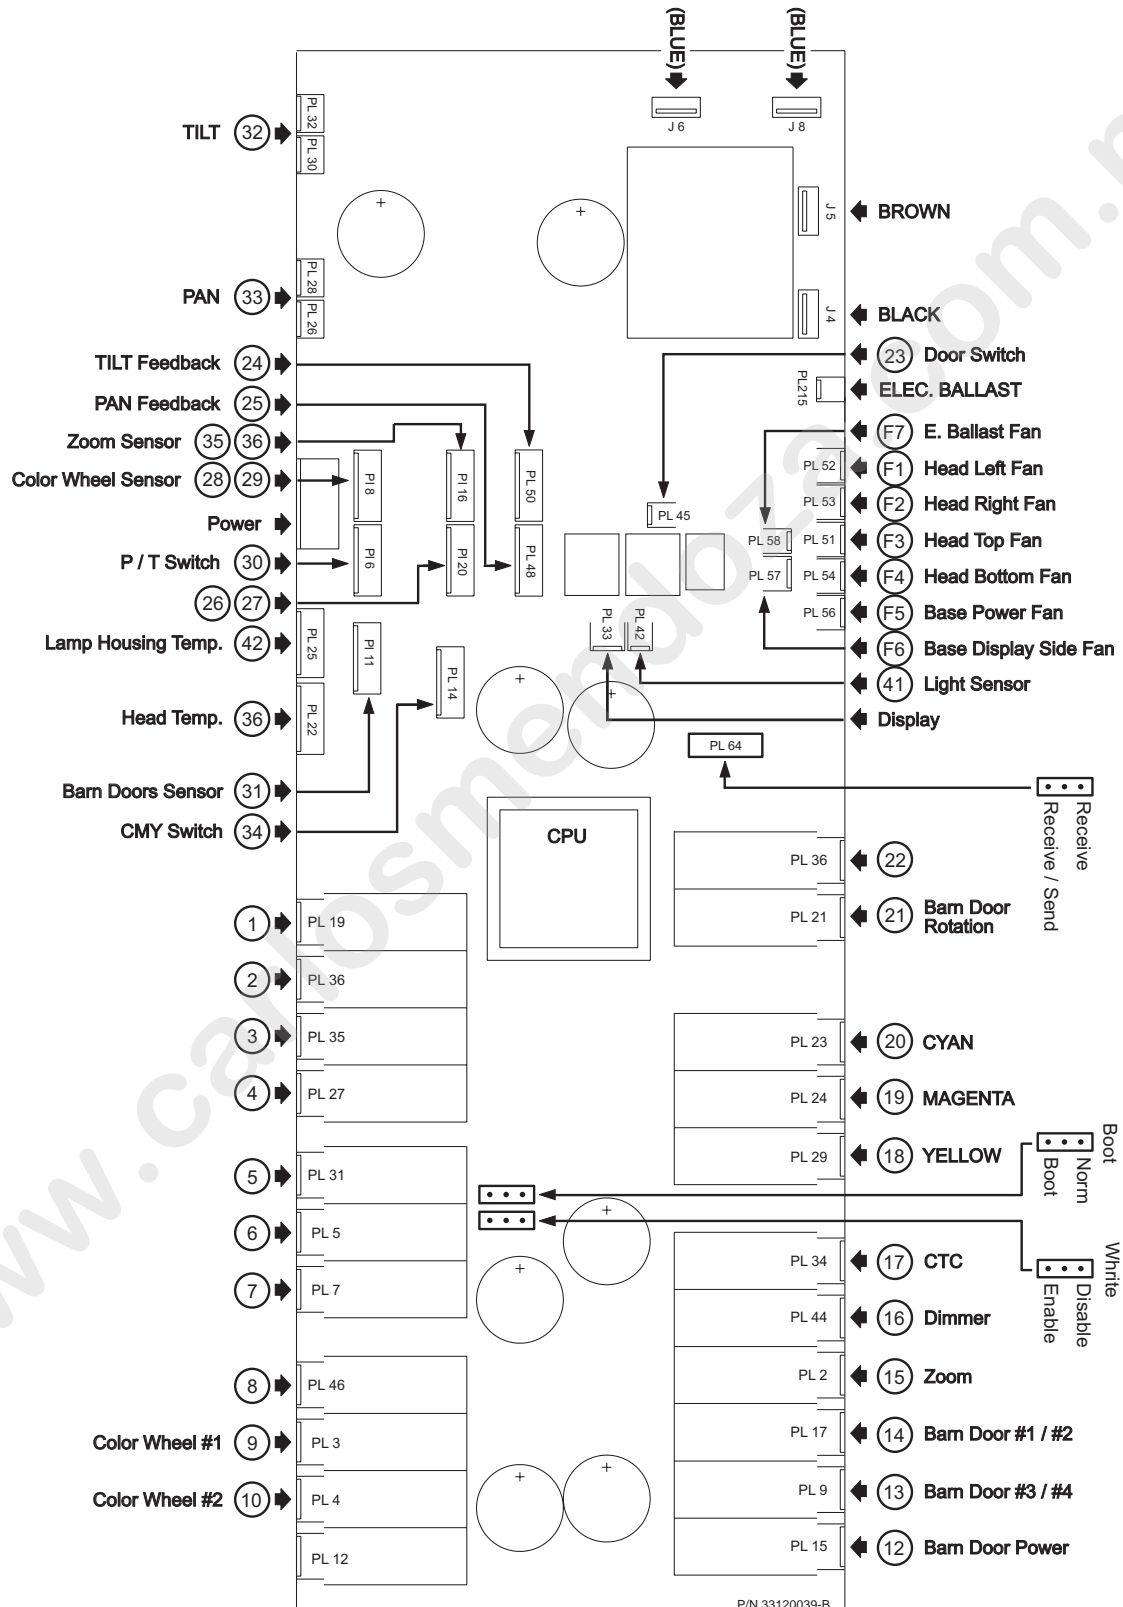 (BLUE)
(BLUE)
J 6
J 8
PL 32
PL 30
TILT 32
J 5
BROWN
PL 28
PL 26
PAN 33
J 4
BLACK
TILT Feedback 24
23 Door Switch
PAN Feedback 25
PL215
ELEC. BALLAST
Zoom Sensor 35 36
F7 E. Ballast Fan
Color Wheel Sensor 28 29
PL 52
F1 Head Left Fan
PI 8
PI 16
PL 50
PL 53
F2 Head Right Fan
Power
PL 45
PL 58
PL 51
F3 Head Top Fan
P / T Switch 30
PI 6
PI 20
PL 48
PL 57
PL 54
F4 Head Bottom Fan
26 27
PL 56
F5 Base Power Fan
Lamp Housing Temp. 42
PL 25
PI 11
PL 14
PL 33
PL 42
F6 Base Display Side Fan
41 Light Sensor
Head Temp. 36
PL 22
Display
PL 64
Barn Doors Sensor 31
Receive
Receive / Send
CMY Switch 34
CPU
PL 36
22
1
PL 19
PL 21
21 Barn Door
Rotation
2
PL 36
3
PL 35
PL 23
20 CYAN
4
PL 27
PL 24
19 MAGENTA
PL 29
18 YELLOW
Boot
Norm
Boot
5
PL 31
6
PL 5
PL 34
17 CTC
Whrite
Disable
Enable
7
PL 7
PL 44
16 Dimmer
8
PL 46
PL 2
15 Zoom
Color Wheel #1 9
PL 3
PL 17
14 Barn Door #1 / #2
Color Wheel #2 10
PL 4
PL 9
13 Barn Door #3 / #4
PL 12
PL 15
12 Barn Door Power
P/N 33120039-B
www.carlosmendoza.com.